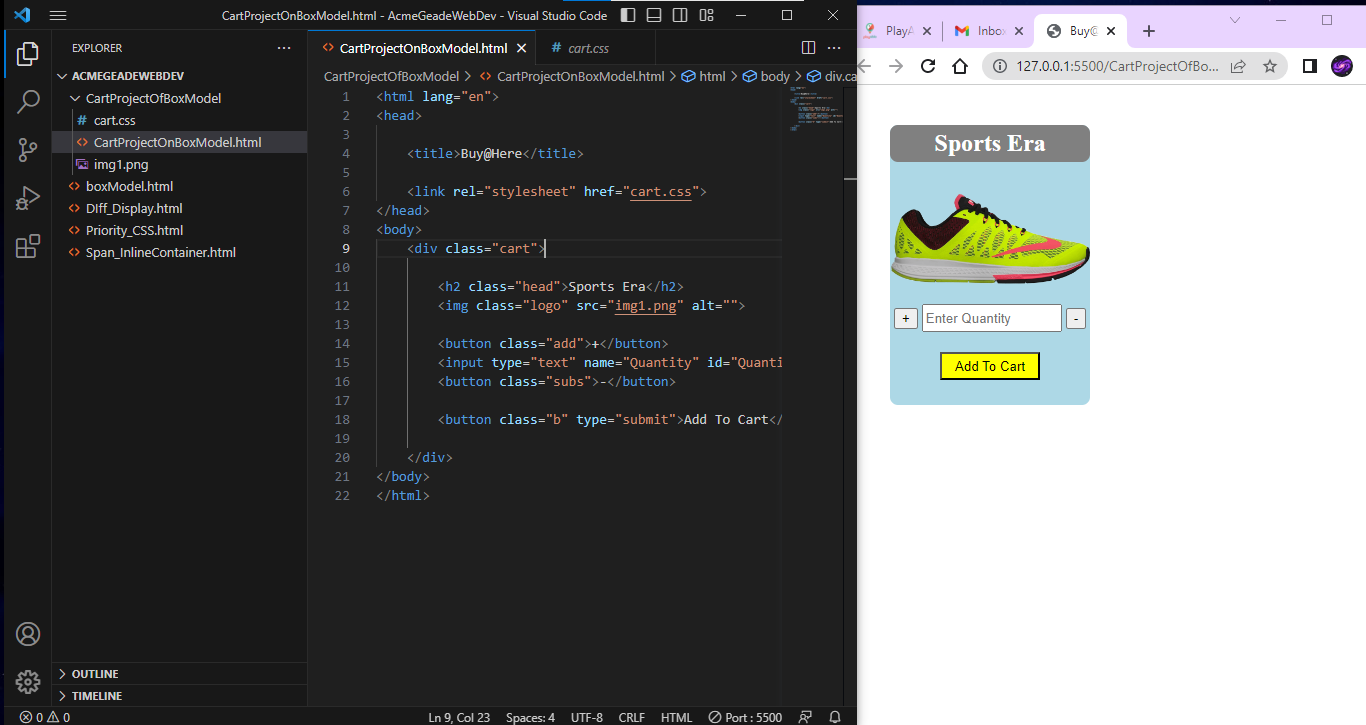 CartProjectOnBoxModel.html - AcmeGeadeWebDev - Visual Studio Code
EXPLORER
ACMEGEADEWEBDEV
CartProjectOfBoxModel
# cart.css
<> CartProjectOnBoxModel.html
img1.png
<> boxModel.html
<> DIff_Display.html
<> Priority_CSS.html
<> Span_InlineContainer.html
OUTLINE
TIMELINE
<> CartProjectOnBoxModel.html
# cart.css
CartProjectOfBoxModel > <> CartProjectOnBoxModel.html > html > body > div.ca
1 <html lang="en">
2 <head>
3
4 <title>Buy@Here</title>
5
6 <link rel="stylesheet" href="cart.css">
7 </head>
8 <body>
9 <div class="cart">
10
11 <h2 class="head">Sports Era</h2>
12 <img class="logo" src="img1.png" alt="">
13
14 <button class="add">+</button>
15 <input type="text" name="Quantity" id="Quanti
16 <button class="subs">-</button>
17
18 <button class="b" type="submit">Add To Cart</
19
20 </div>
21 </body>
22 </html>
0 0
Ln 9, Col 23 Spaces: 4 UTF-8 CRLF HTML Port : 5500
PlayA
Inbo
Buy@
127.0.0.1:5500/CartProjectOfBo...
Sports Era
+ Enter Quantity -
Add To Cart